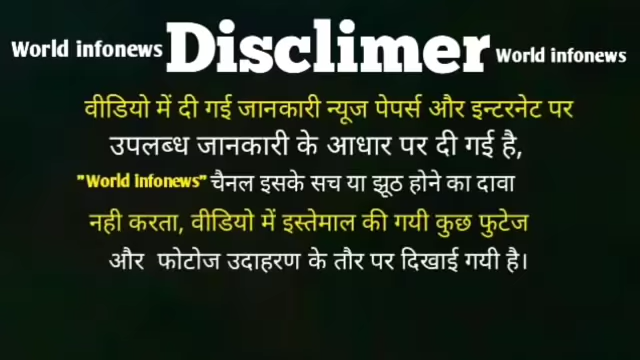 World infonews Disclimer World infonews
वीडियो में दी गई जानकारी न्यूज पेपर्स और इन्टरनेट पर
उपलब्ध जानकारी के आधार पर दी गई है,
"World infonews" चैनल इसके सच या झूठ होने का दावा
नही करता, वीडियो में इस्तेमाल की गयी कुछ फुटेज
और फोटोज उदाहरण के तौर पर दिखाई गयी है।